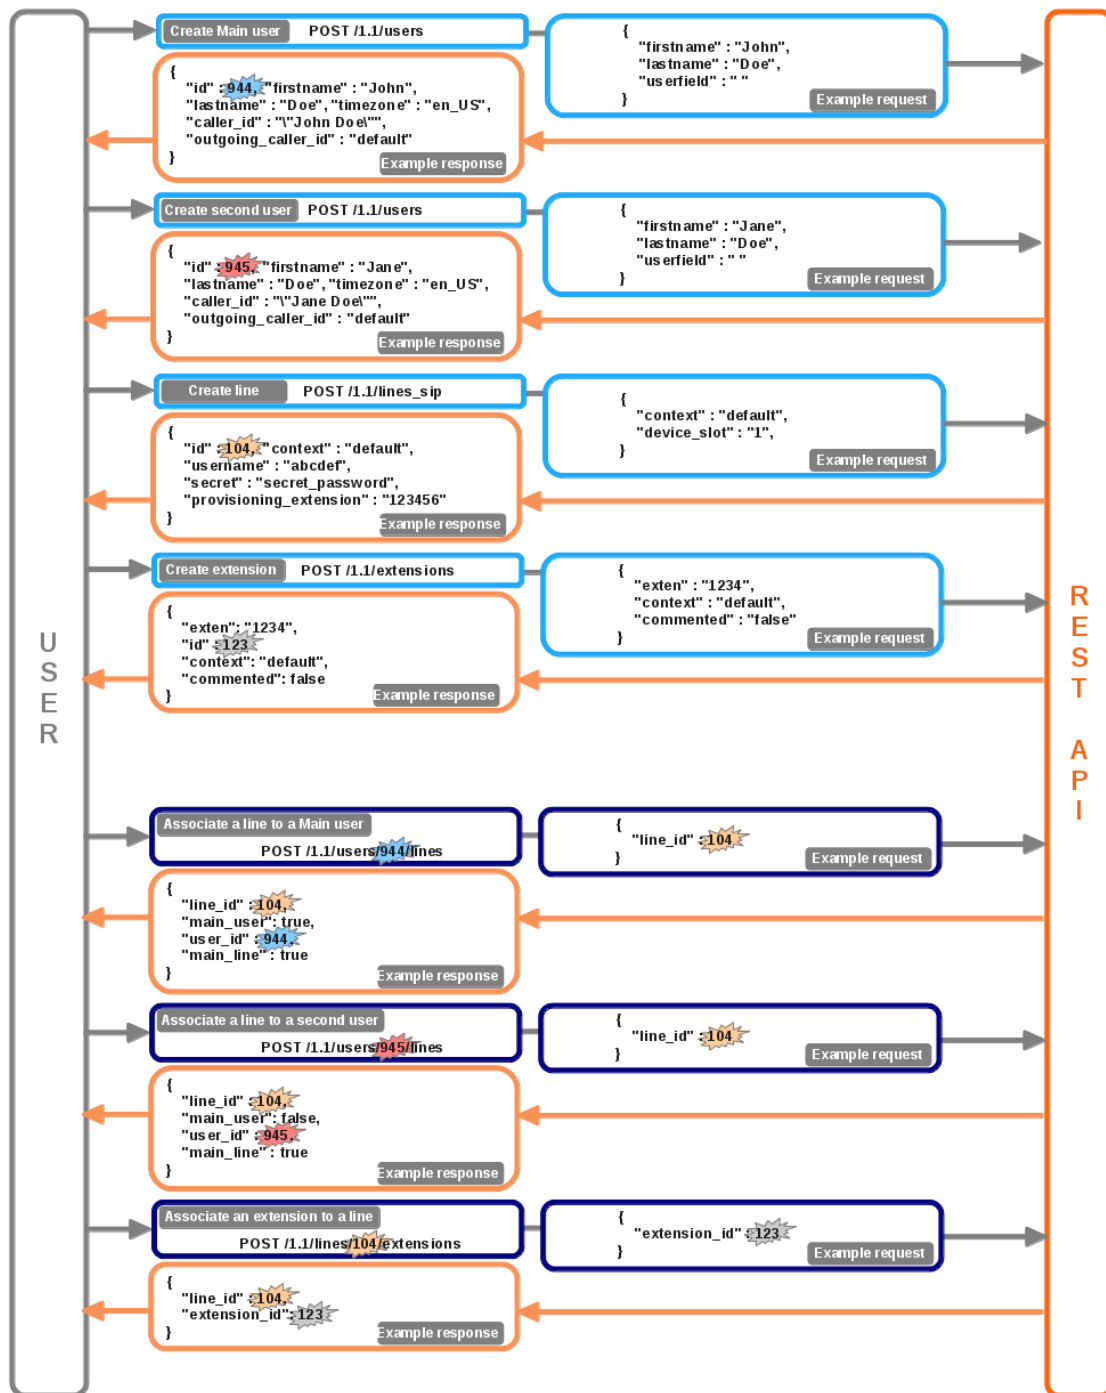 Create Main user POST /1.1/users
{
"firstname" : "John",
"lastname" : "Doe",
"userfield" : " "
}
Example request
{
"id" : 944, "firstname" : "John",
"lastname" : "Doe", "timezone" : "en_US",
"caller_id" : "\"John Doe\"",
"outgoing_caller_id" : "default"
}
Example response
Create second user POST /1.1/users
{
"firstname" : "Jane",
"lastname" : "Doe",
"userfield" : " "
}
Example request
{
"id" : 945, "firstname" : "Jane",
"lastname" : "Doe", "timezone" : "en_US",
"caller_id" : "\"Jane Doe\"",
"outgoing_caller_id" : "default"
}
Example response
Create line POST /1.1/lines_sip
{
"context" : "default",
"device_slot" : "1",
}
Example request
{
"id" : 104, "context" : "default",
"username" : "abcdef",
"secret" : "secret_password",
"provisioning_extension" : "123456"
}
Example response
Create extension POST /1.1/extensions
{
"exten" : "1234",
"context" : "default",
"commented" : "false"
}
Example request
{
"exten": "1234",
"id" : 123
"context": "default",
"commented": false
}
Example response
USER
REST API
Associate a line to a Main user
POST /1.1/users/944/lines
{
"line_id" : 104
}
Example request
{
"line_id" : 104,
"main_user": true,
"user_id" : 944,
"main_line" : true
}
Example response
Associate a line to a second user
POST /1.1/users/945/lines
{
"line_id" : 104
}
Example request
{
"line_id" : 104,
"main_user": false,
"user_id" : 945,
"main_line" : true
}
Example response
Associate an extension to a line
POST /1.1/lines/104/extensions
{
"extension_id" : 123
}
Example request
{
"line_id" : 104,
"extension_id": 123
}
Example response